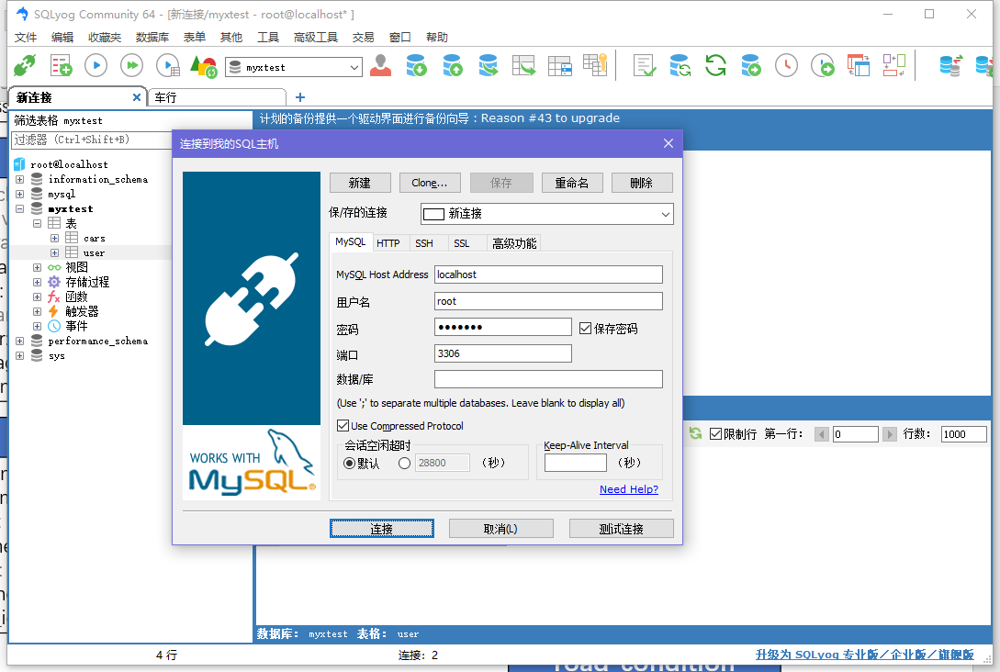 SQLyog Community 64 - [新连接/myxtest - root@localhost* ]
文件 编辑 收藏夹 数据库 表单 其他 工具 高级工具 交易 窗口 帮助
myxtest
新连接 车行
筛选表格 myxtest
过滤器 (Ctrl+Shift+B)
root@localhost
information_schema
mysql
myxtest
表
cars
user
视图
存储过程
函数
触发器
事件
performance_schema
sys
计划的备份提供一个驱动界面进行备份向导 : Reason #43 to upgrade
连接到我的SQL主机
新建 Clone... 保存 重命名 删除
保/存的连接 新连接
MySQL HTTP SSH SSL 高级功能
MySQL Host Address localhost
用户名 root
密码 ●●●●●●● 保存密码
端口 3306
数据/库
(Use ';' to separate multiple databases. Leave blank to display all)
Use Compressed Protocol
会话空闲超时 Keep-Alive Interval
默认 28800 (秒) (秒)
Need Help?
WORKS WITH
MySQL
连接 取消(L) 测试连接
限制行 第一行: 0 行数: 1000
数据库: myxtest 表格: user
4 行 连接: 2 升级为 SQLyog 专业版/企业版/旗舰版
road condition